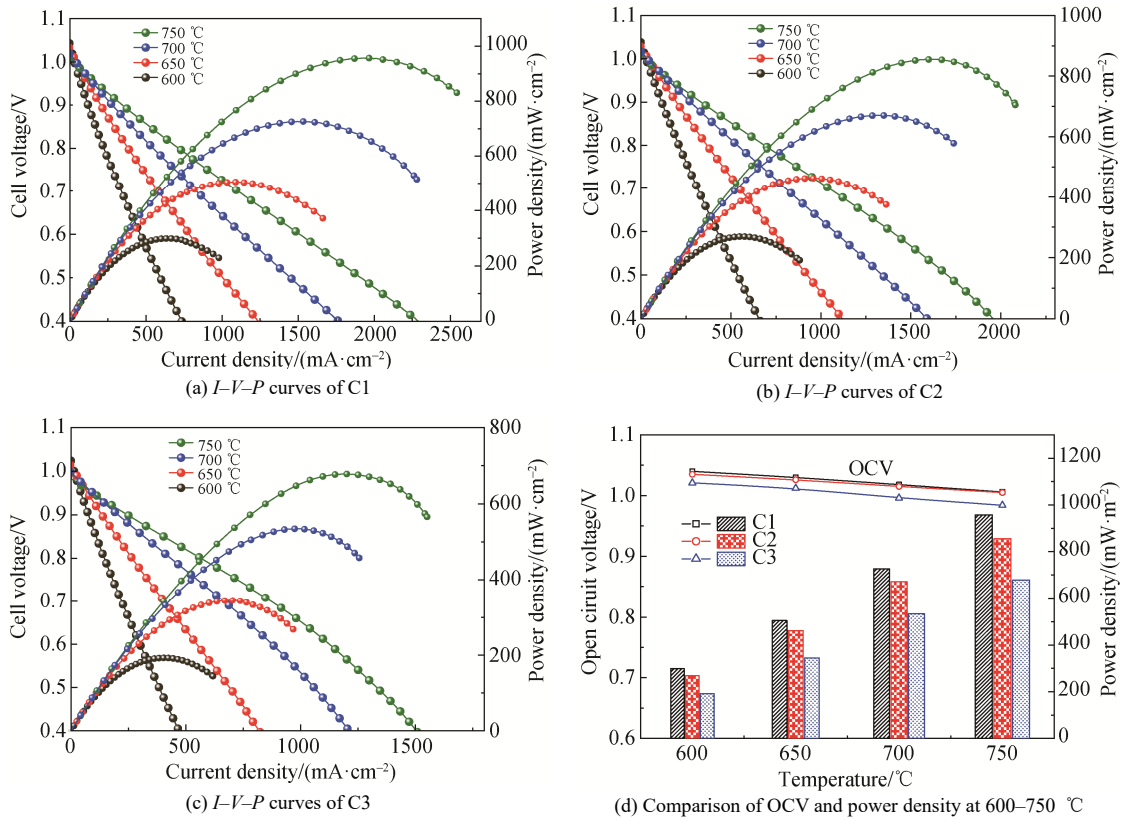 1.1
1.0
0.9
0.8
0.7
0.6
0.5
0.4
Cell voltage/V
750 ℃
700 ℃
650 ℃
600 ℃
1000
800
600
400
200
0
Power density/(mW·cm⁻²)
0 500 1000 1500 2000 2500
Current density/(mA·cm⁻²)
(a) I–V–P curves of C1
1.1
1.0
0.9
0.8
0.7
0.6
0.5
0.4
Cell voltage/V
750 ℃
700 ℃
650 ℃
600 ℃
1000
800
600
400
200
0
Power density/(mW·cm⁻²)
0 500 1000 1500 2000
Current density/(mA·cm⁻²)
(b) I–V–P curves of C2
1.1
1.0
0.9
0.8
0.7
0.6
0.5
0.4
Cell voltage/V
750 ℃
700 ℃
650 ℃
600 ℃
800
600
400
200
0
Power density/(mW·cm⁻²)
0 500 1000 1500
Current density/(mA·cm⁻²)
(c) I–V–P curves of C3
1.1
1.0
0.9
0.8
0.7
0.6
Open ciruit voltage/V
OCV
C1
C2
C3
1200
1000
800
600
400
200
0
Power density/(mW·m⁻²)
600 650 700 750
Temperature/℃
(d) Comparison of OCV and power density at 600–750 ℃